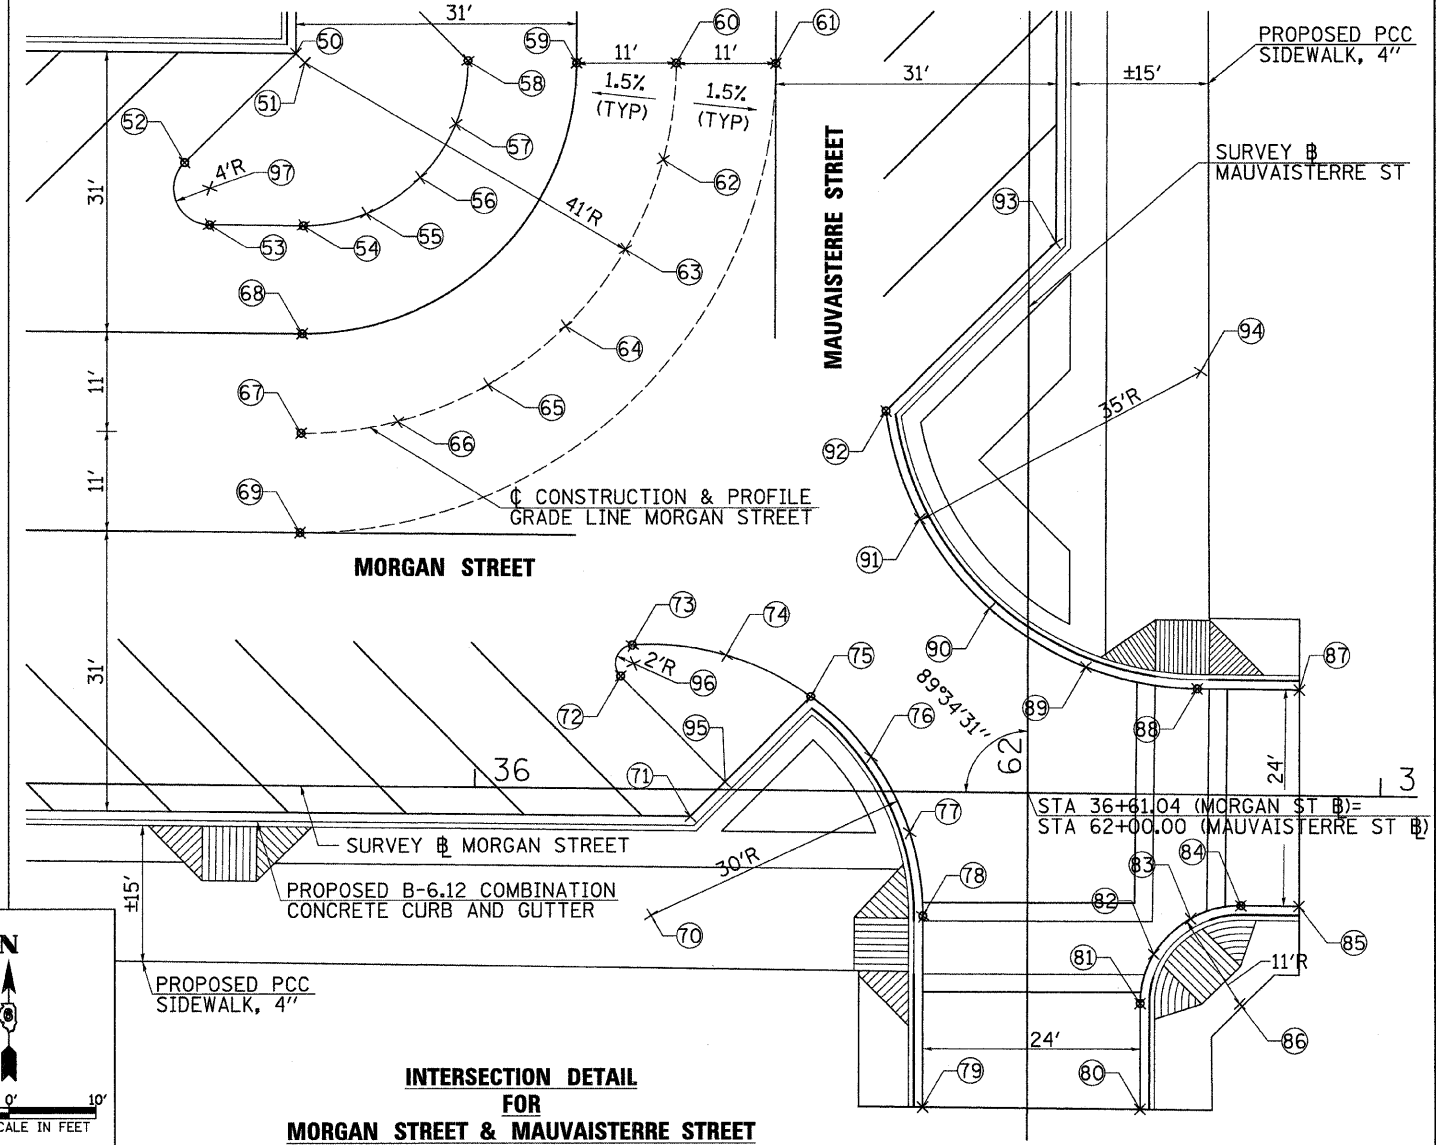 31'
50
59
60
61
PROPOSED PCC
SIDEWALK, 4"
11'
11'
58
51
1.5%
(TYP)
1.5%
(TYP)
31'
±15'
52
57
4'R
97
62
MAUVAISTERRE STREET
SURVEY B
MAUVAISTERRE ST
31'
56
41'R
93
53
54
55
63
68
64
94
11'
67
65
35'R
66
92
11'
69
℄ CONSTRUCTION & PROFILE
GRADE LINE MORGAN STREET
91
MORGAN STREET
73
74
90
31'
2'R
75
87
96
89°34'31"
72
89
88
76
95
62
24'
36
71
3
77
STA 36+61.04 (MORGAN ST B)=
STA 62+00.00 (MAUVAISTERRE ST B)
SURVEY B MORGAN STREET
84
83
30'R
78
±15'
PROPOSED B-6.12 COMBINATION
CONCRETE CURB AND GUTTER
82
70
85
N
81
11'R
PROPOSED PCC
SIDEWALK, 4"
86
24'
79
80
INTERSECTION DETAIL
FOR
MORGAN STREET & MAUVAISTERRE STREET
0'
10'
CALE IN FEET